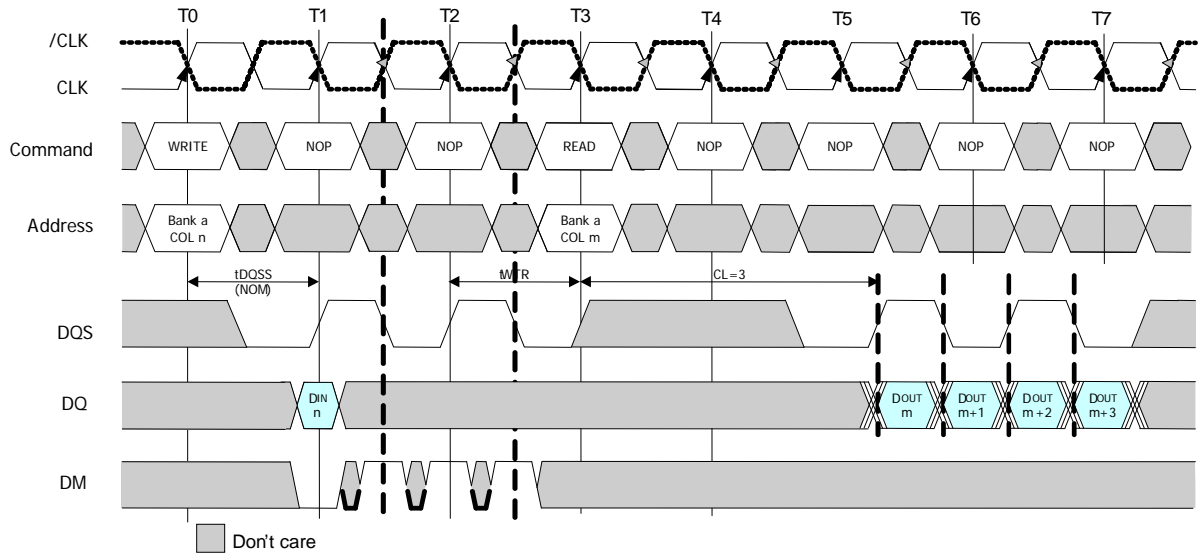 T0 T1 T2 T3 T4 T5 T6 T7
/CLK
CLK
Command WRITE NOP NOP READ NOP NOP NOP NOP
Address Bank a Bank a
COL n COL m
tDQSS tWTR CL=3
(NOM)
DQS
DQ DIN DOUT DOUT DOUT DOUT
n m m+1 m+2 m+3
DM
Don't care